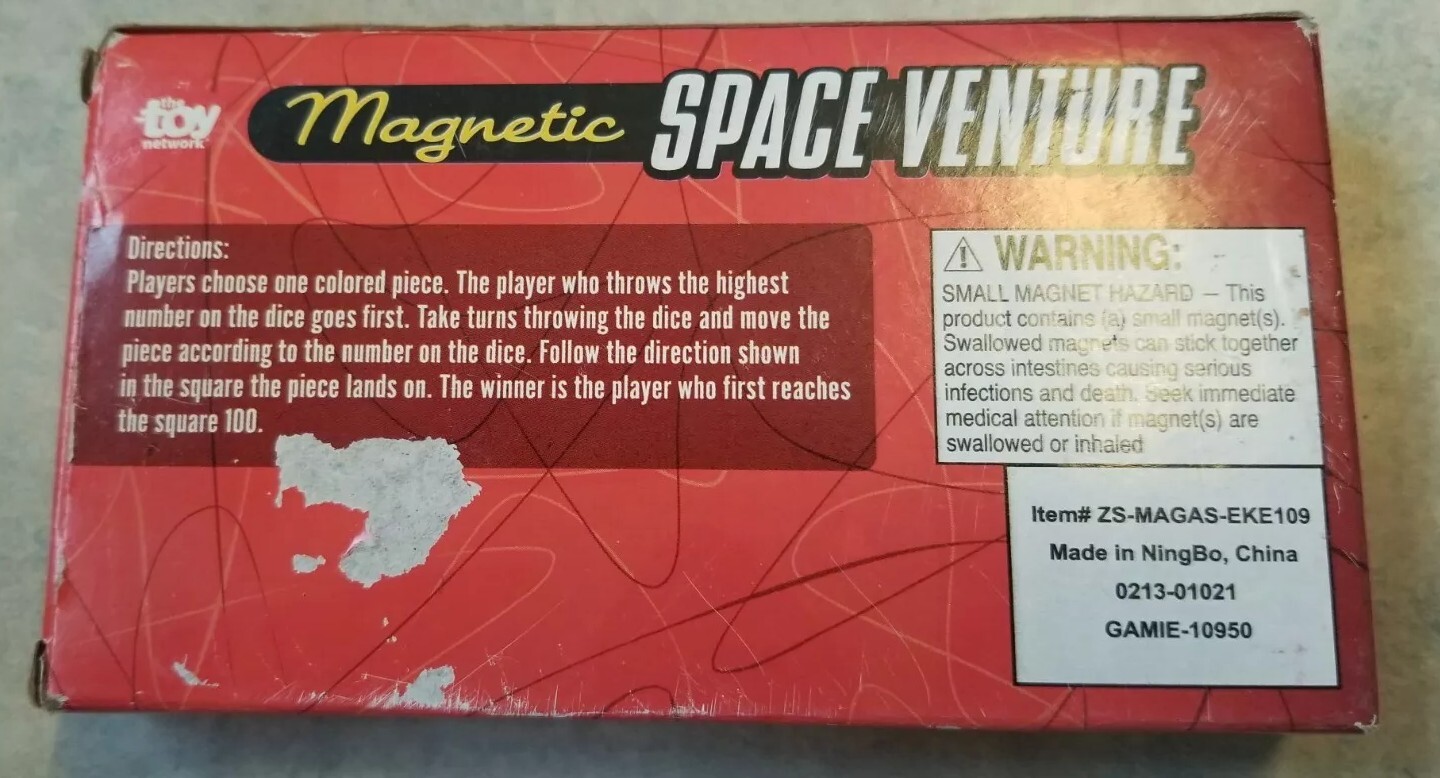 the
toy
network
Magnetic SPACE VENTURE
Directions:
Players choose one colored piece. The player who throws the highest
number on the dice goes first. Take turns throwing the dice and move the
piece according to the number on the dice. Follow the direction shown
in the square the piece lands on. The winner is the player who first reaches
the square 100.
WARNING:
SMALL MAGNET HAZARD – This
product contains (a) small magnet(s).
Swallowed magnets can stick together
across intestines causing serious
infections and death. Seek immediate
medical attention if magnet(s) are
swallowed or inhaled
Item# ZS-MAGAS-EKE109
Made in NingBo, China
0213-01021
GAMIE-10950